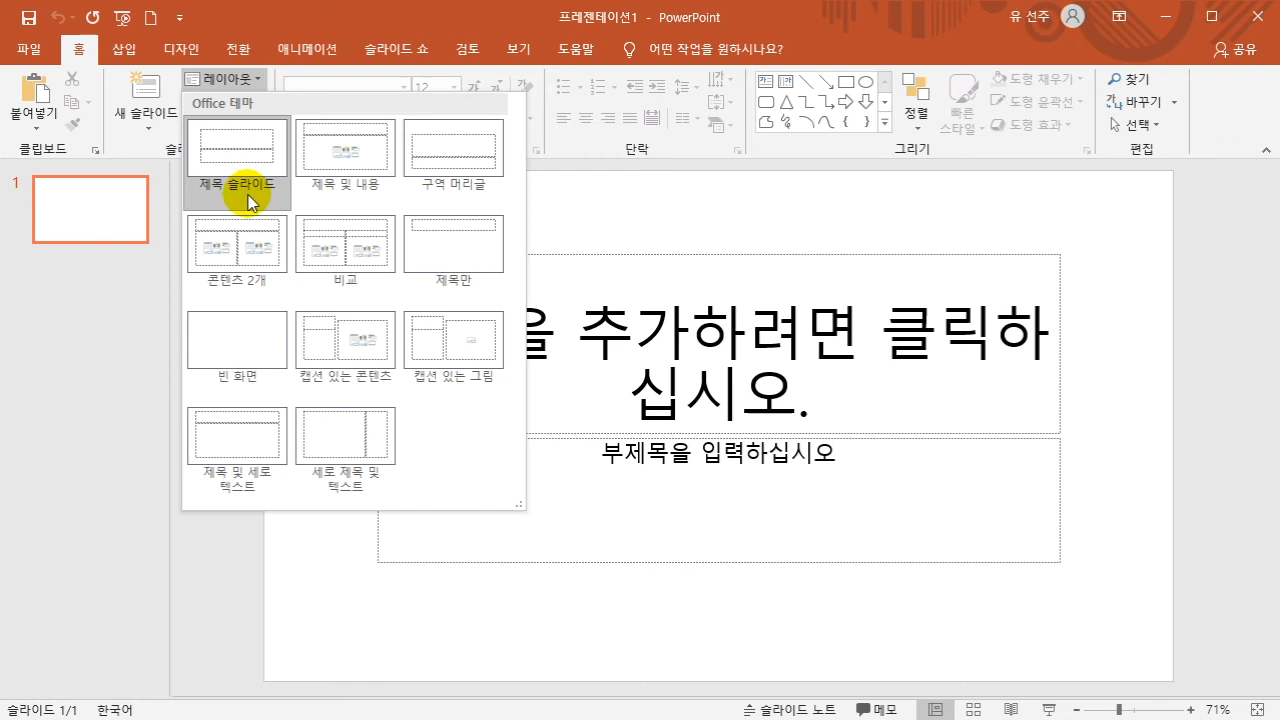 프레젠테이션1 - PowerPoint
유 선주
파일 홈 삽입 디자인 전환 애니메이션 슬라이드 쇼 검토 보기 도움말 어떤 작업을 원하시나요? 공유
붙여넣기
클립보드
새 슬라이드
레이아웃
12
단락
정렬
빠른
스타일
도형 채우기
도형 윤곽선
도형 효과
그리기
찾기
바꾸기
선택
편집
Office 테마
제목 슬라이드
제목 및 내용
구역 머리글
콘텐츠 2개
비교
제목만
빈 화면
캡션 있는 콘텐츠
캡션 있는 그림
제목 및 세로
텍스트
세로 제목 및
텍스트
1
을 추가하려면 클릭하
십시오.
부제목을 입력하십시오
슬라이드 1/1 한국어 슬라이드 노트 메모 71%